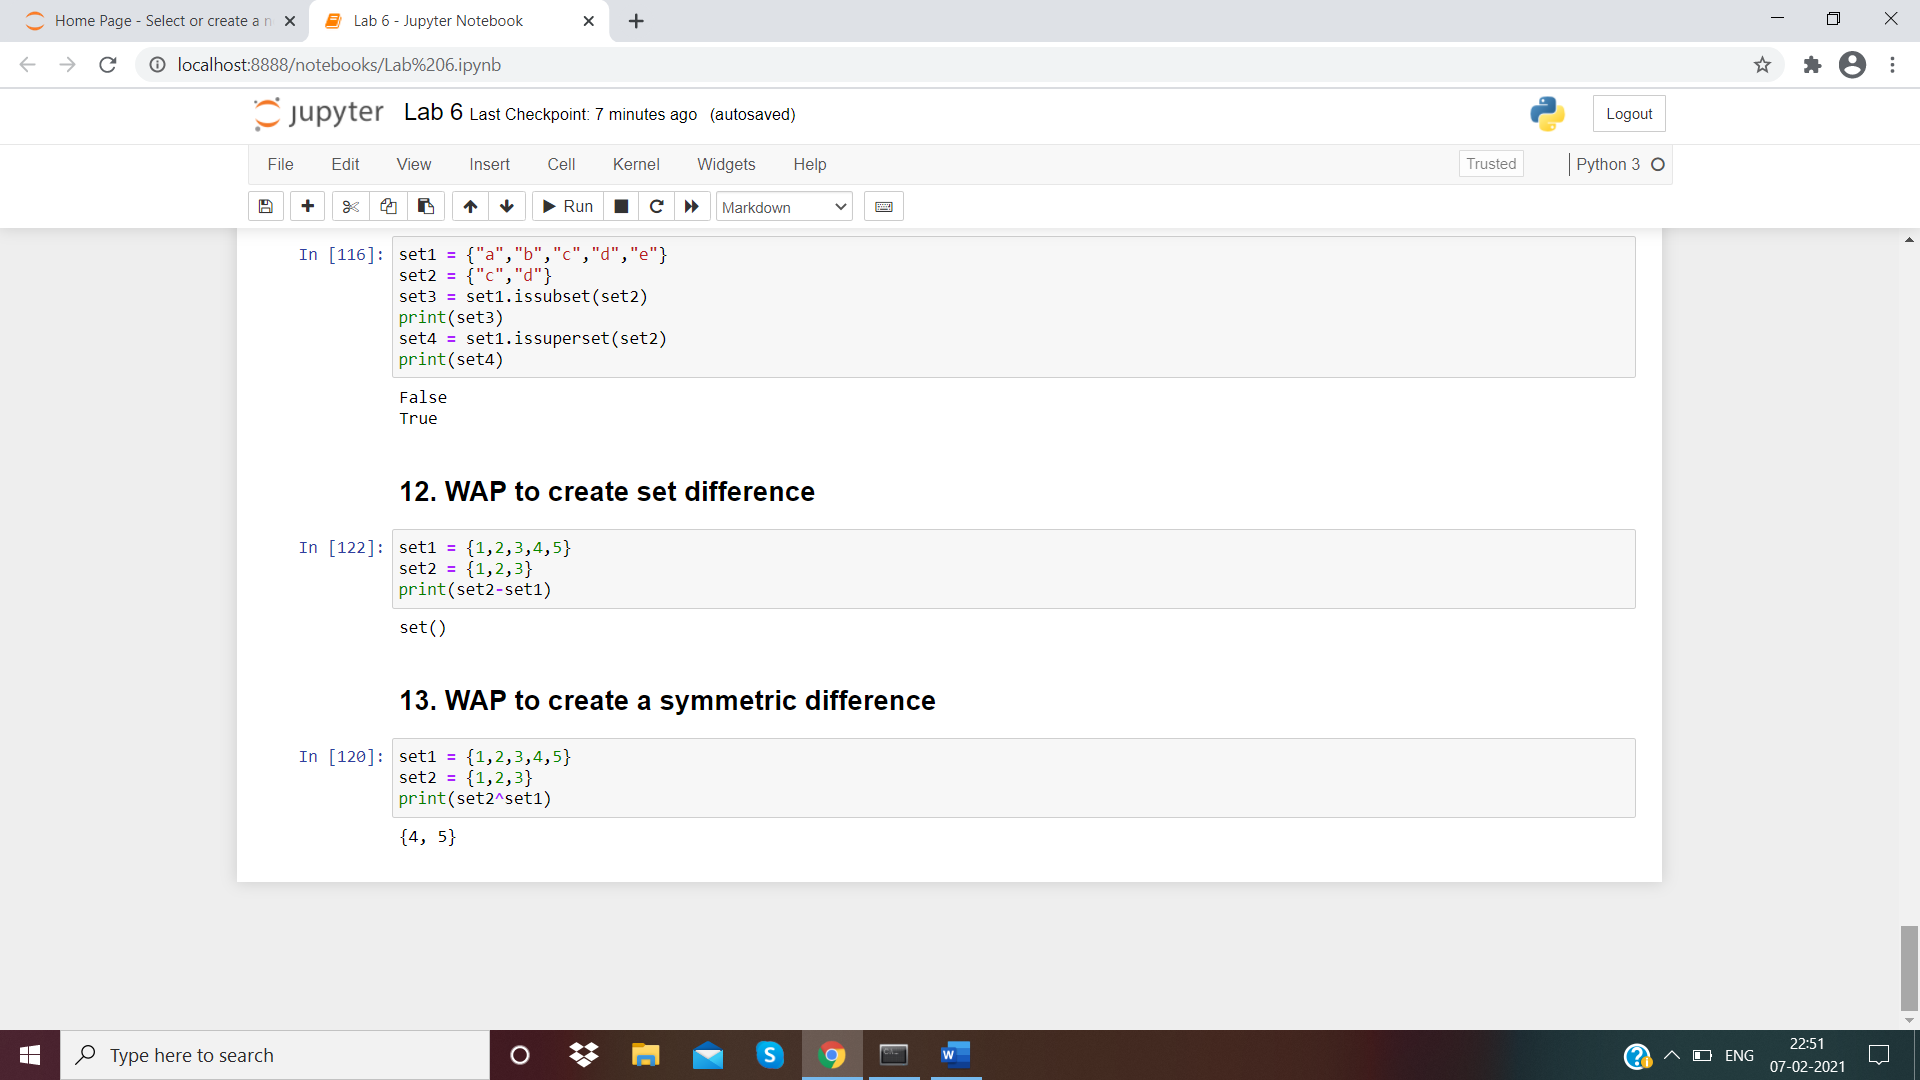 Home Page - Select or create a n
Lab 6 - Jupyter Notebook
localhost:8888/notebooks/Lab%206.ipynb
jupyter Lab 6 Last Checkpoint: 7 minutes ago (autosaved)
Logout
File Edit View Insert Cell Kernel Widgets Help
Trusted
Python 3
Run
Markdown
In [116]:
set1 = {"a","b","c","d","e"}
set2 = {"c","d"}
set3 = set1.issubset(set2)
print(set3)
set4 = set1.issuperset(set2)
print(set4)
False
True
12. WAP to create set difference
In [122]:
set1 = {1,2,3,4,5}
set2 = {1,2,3}
print(set2-set1)
set()
13. WAP to create a symmetric difference
In [120]:
set1 = {1,2,3,4,5}
set2 = {1,2,3}
print(set2^set1)
{4, 5}
Type here to search
ENG
22:51
07-02-2021